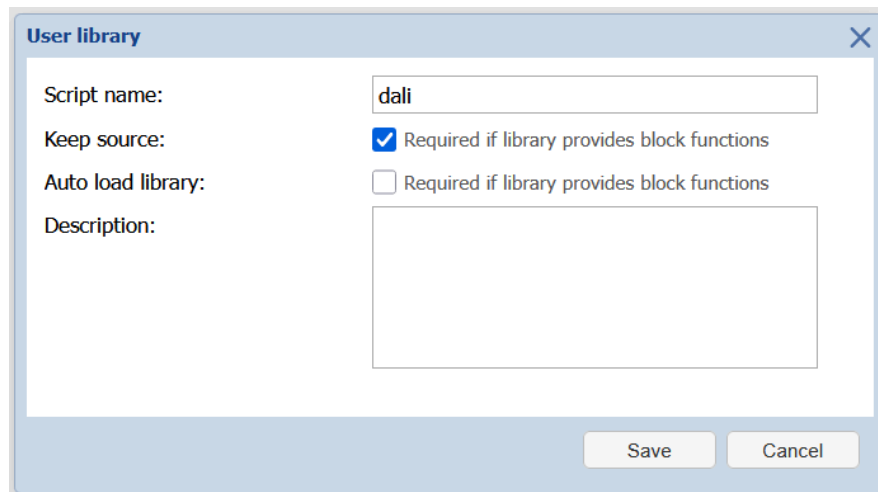 User library
Script name: dali
Keep source: Required if library provides block functions
Auto load library: Required if library provides block functions
Description:
Save Cancel